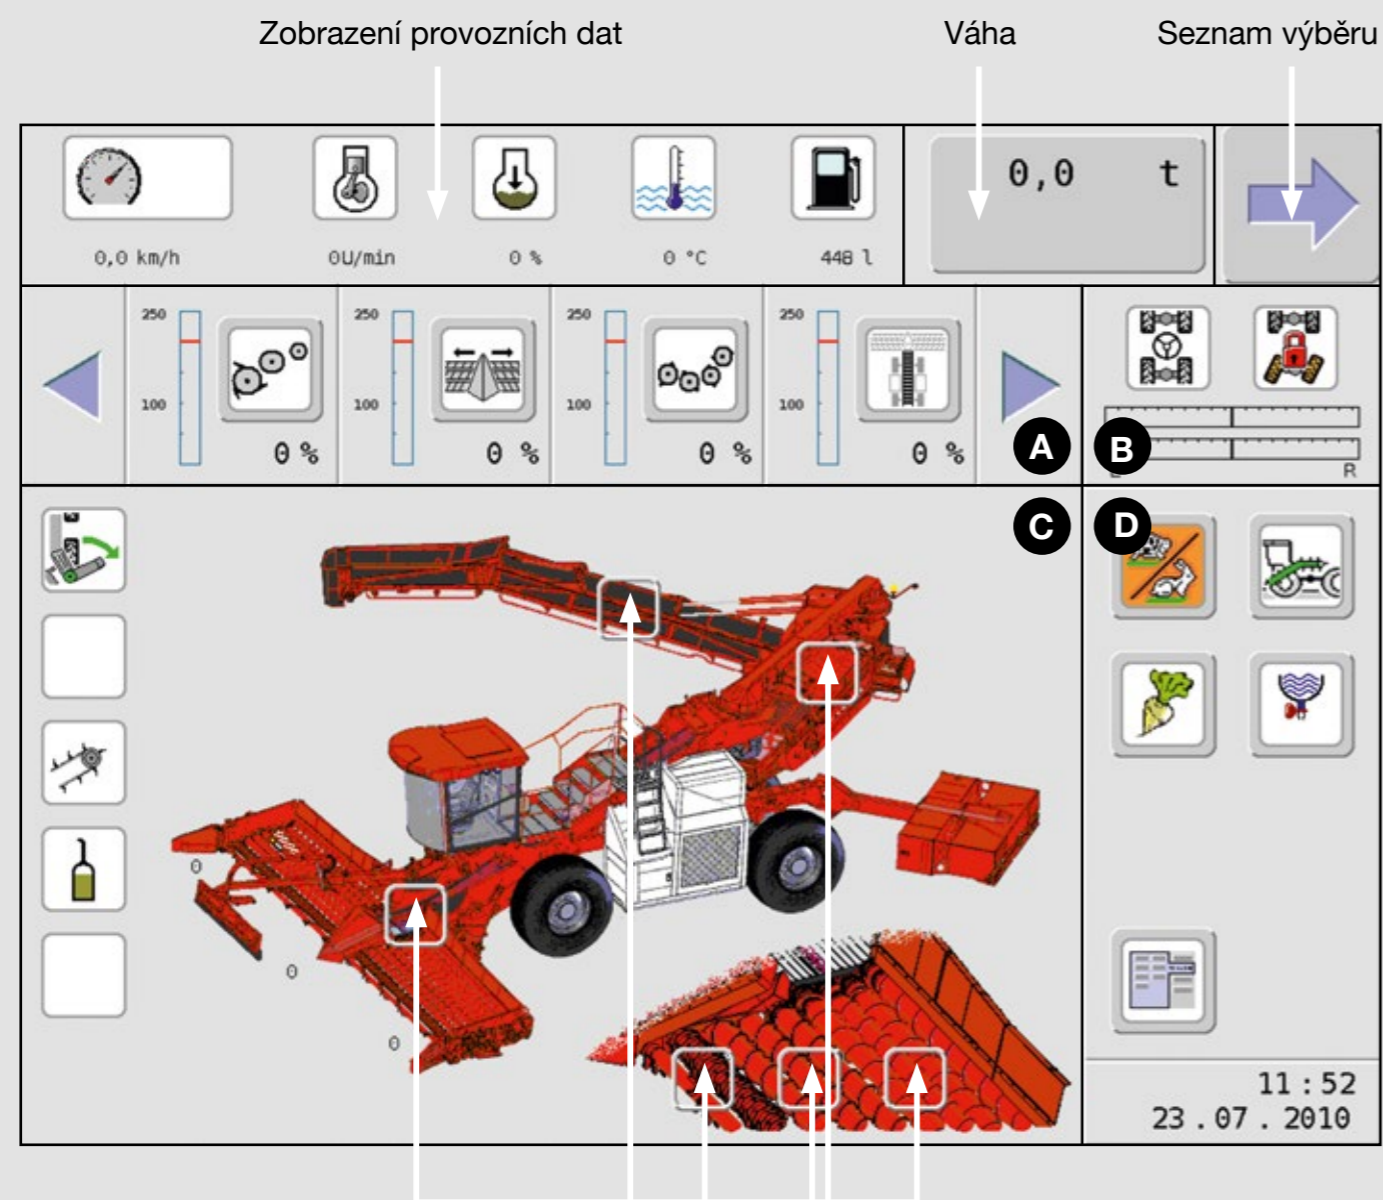 Zobrazení provozních dat Váha Seznam výběru
0,0 t
0,0 km/h 0U/min 0 % 0 °C 448 l
250 250 250 250
100 100 100 100
0 % 0 % 0 % 0 %
A B
R
C D
0
0
0
11:52
23.07.2010